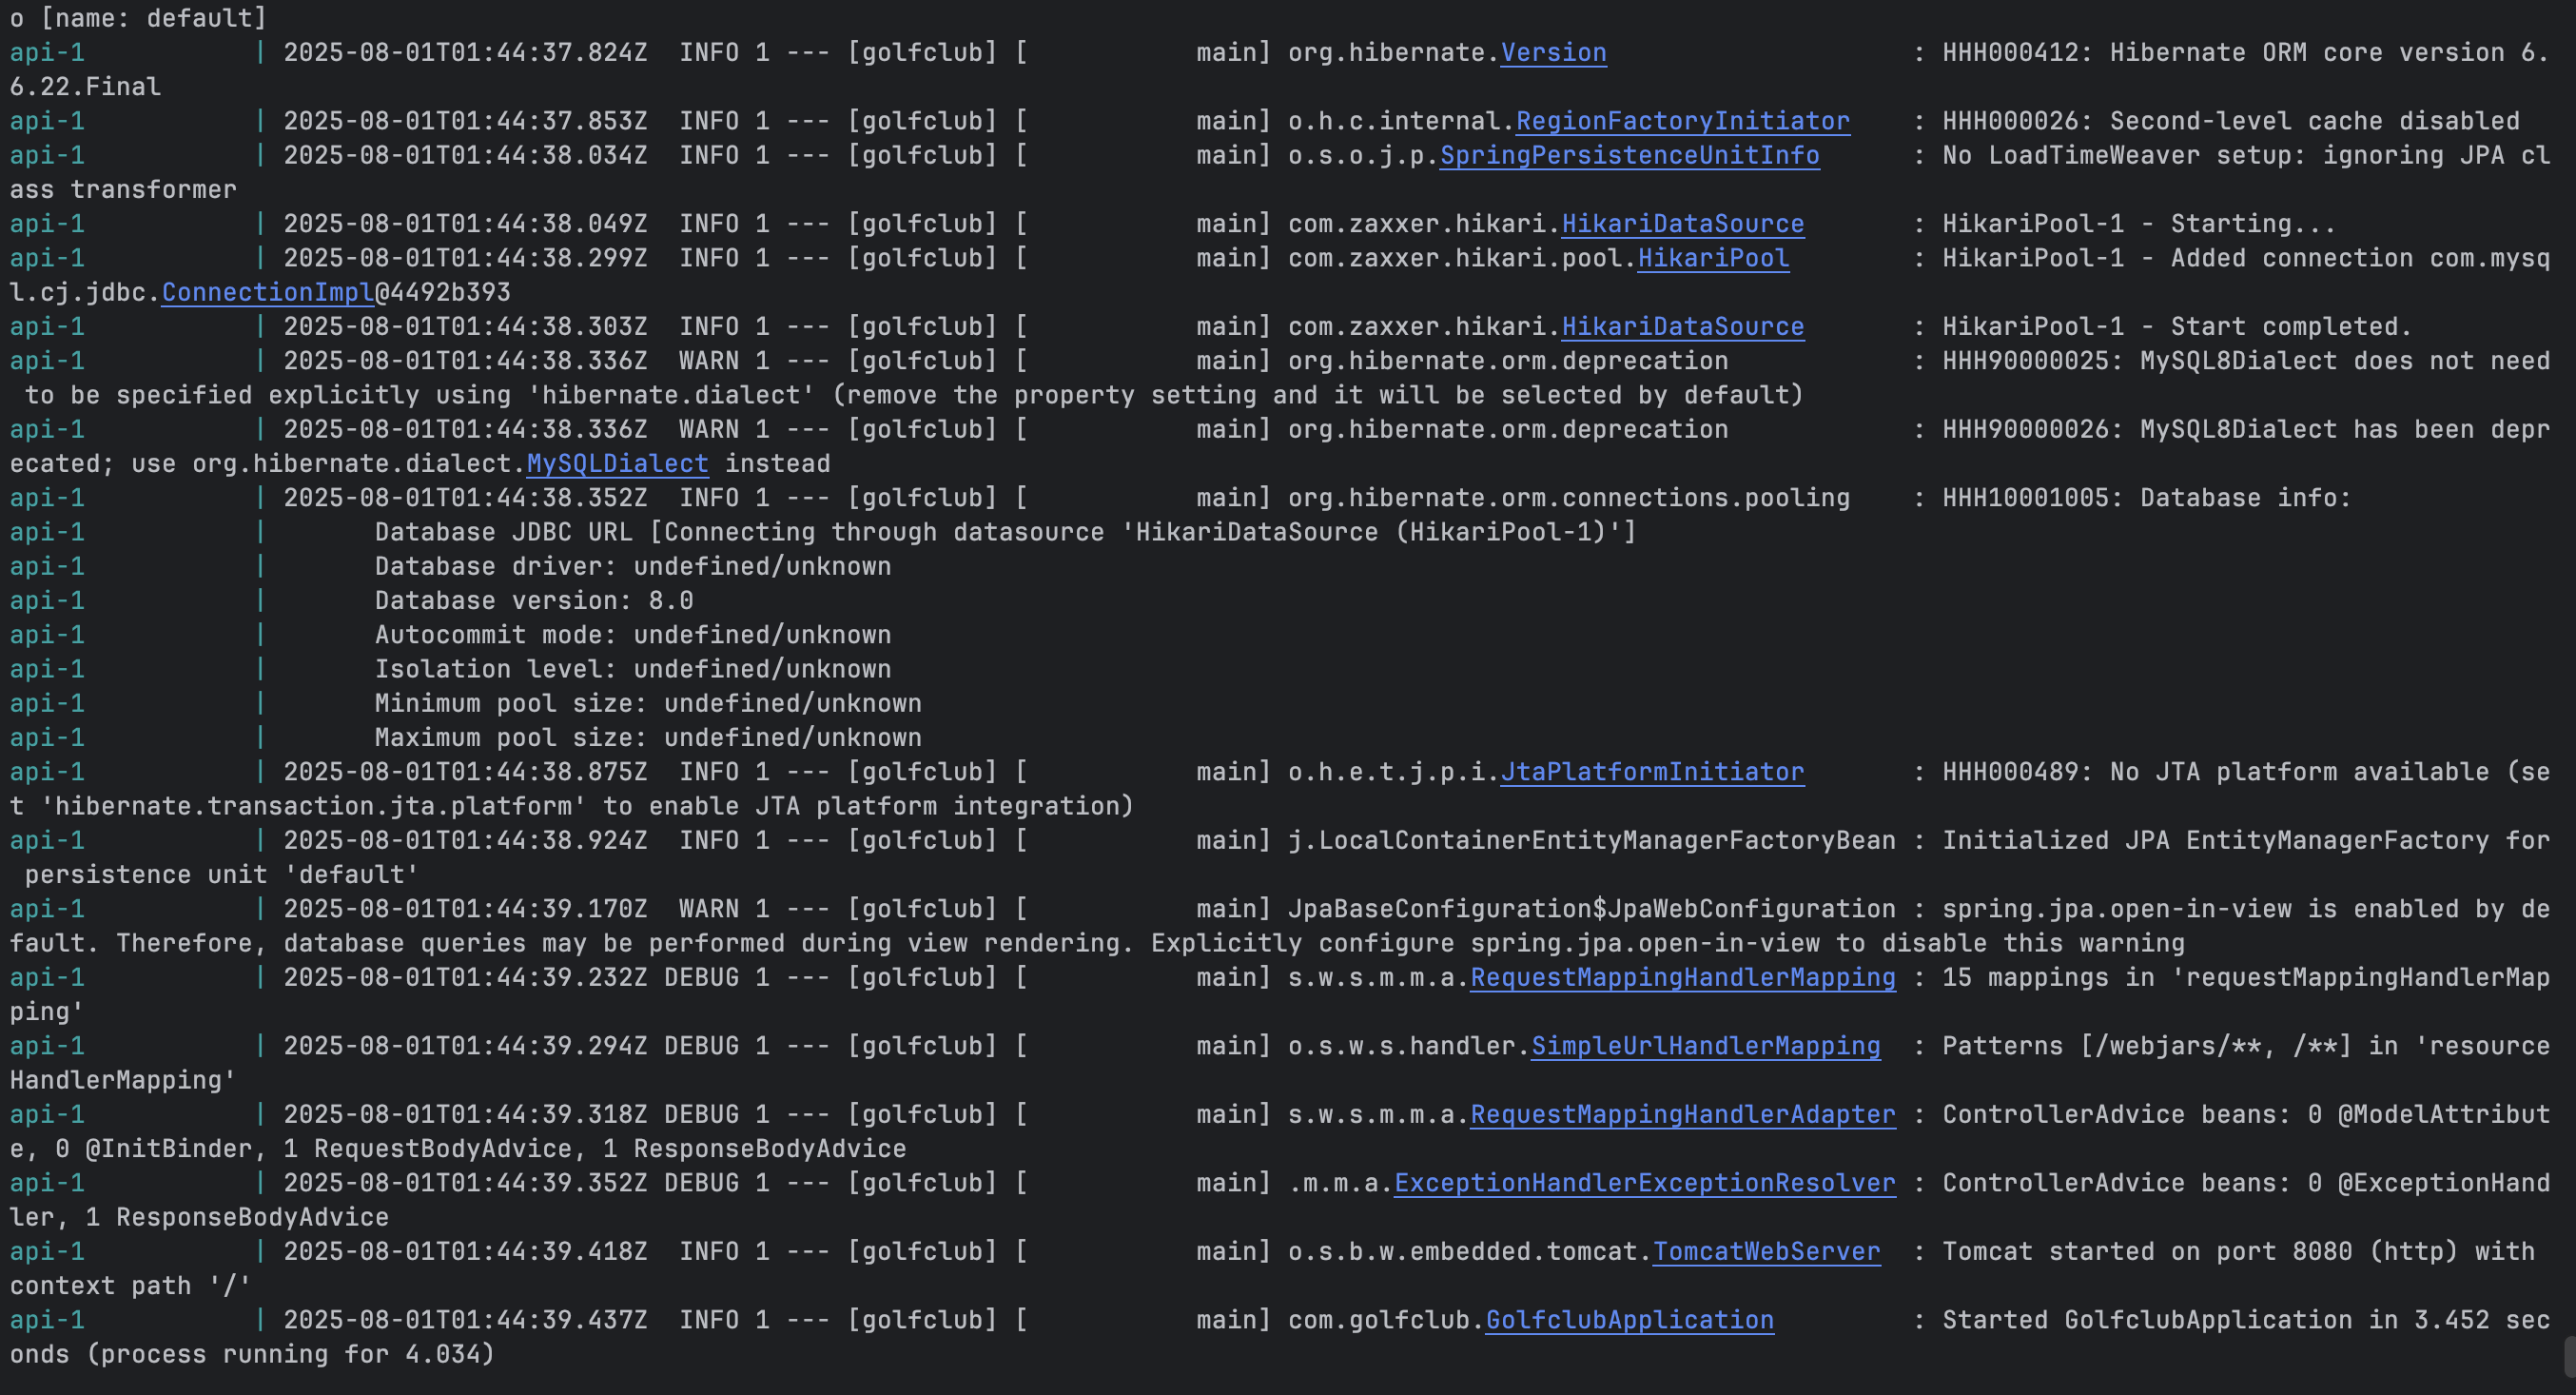 o [name: default]
api-1           | 2025-08-01T01:44:37.824Z  INFO 1 --- [golfclub] [           main] org.hibernate.Version                    : HHH000412: Hibernate ORM core version 6.
6.22.Final
api-1           | 2025-08-01T01:44:37.853Z  INFO 1 --- [golfclub] [           main] o.h.c.internal.RegionFactoryInitiator    : HHH000026: Second-level cache disabled
api-1           | 2025-08-01T01:44:38.034Z  INFO 1 --- [golfclub] [           main] o.s.o.j.p.SpringPersistenceUnitInfo      : No LoadTimeWeaver setup: ignoring JPA cl
ass transformer
api-1           | 2025-08-01T01:44:38.049Z  INFO 1 --- [golfclub] [           main] com.zaxxer.hikari.HikariDataSource       : HikariPool-1 - Starting...
api-1           | 2025-08-01T01:44:38.299Z  INFO 1 --- [golfclub] [           main] com.zaxxer.hikari.pool.HikariPool        : HikariPool-1 - Added connection com.mysq
l.cj.jdbc.ConnectionImpl@4492b393
api-1           | 2025-08-01T01:44:38.303Z  INFO 1 --- [golfclub] [           main] com.zaxxer.hikari.HikariDataSource       : HikariPool-1 - Start completed.
api-1           | 2025-08-01T01:44:38.336Z  WARN 1 --- [golfclub] [           main] org.hibernate.orm.deprecation            : HHH90000025: MySQL8Dialect does not need
 to be specified explicitly using 'hibernate.dialect' (remove the property setting and it will be selected by default)
api-1           | 2025-08-01T01:44:38.336Z  WARN 1 --- [golfclub] [           main] org.hibernate.orm.deprecation            : HHH90000026: MySQL8Dialect has been depr
ecated; use org.hibernate.dialect.MySQLDialect instead
api-1           | 2025-08-01T01:44:38.352Z  INFO 1 --- [golfclub] [           main] org.hibernate.orm.connections.pooling    : HHH10001005: Database info:
api-1           |       Database JDBC URL [Connecting through datasource 'HikariDataSource (HikariPool-1)']
api-1           |       Database driver: undefined/unknown
api-1           |       Database version: 8.0
api-1           |       Autocommit mode: undefined/unknown
api-1           |       Isolation level: undefined/unknown
api-1           |       Minimum pool size: undefined/unknown
api-1           |       Maximum pool size: undefined/unknown
api-1           | 2025-08-01T01:44:38.875Z  INFO 1 --- [golfclub] [           main] o.h.e.t.j.p.i.JtaPlatformInitiator       : HHH000489: No JTA platform available (se
t 'hibernate.transaction.jta.platform' to enable JTA platform integration)
api-1           | 2025-08-01T01:44:38.924Z  INFO 1 --- [golfclub] [           main] j.LocalContainerEntityManagerFactoryBean : Initialized JPA EntityManagerFactory for
 persistence unit 'default'
api-1           | 2025-08-01T01:44:39.170Z  WARN 1 --- [golfclub] [           main] JpaBaseConfiguration$JpaWebConfiguration : spring.jpa.open-in-view is enabled by de
fault. Therefore, database queries may be performed during view rendering. Explicitly configure spring.jpa.open-in-view to disable this warning
api-1           | 2025-08-01T01:44:39.232Z DEBUG 1 --- [golfclub] [           main] s.w.s.m.m.a.RequestMappingHandlerMapping : 15 mappings in 'requestMappingHandlerMap
ping'
api-1           | 2025-08-01T01:44:39.294Z DEBUG 1 --- [golfclub] [           main] o.s.w.s.handler.SimpleUrlHandlerMapping  : Patterns [/webjars/**, /**] in 'resource
HandlerMapping'
api-1           | 2025-08-01T01:44:39.318Z DEBUG 1 --- [golfclub] [           main] s.w.s.m.m.a.RequestMappingHandlerAdapter : ControllerAdvice beans: 0 @ModelAttribut
e, 0 @InitBinder, 1 RequestBodyAdvice, 1 ResponseBodyAdvice
api-1           | 2025-08-01T01:44:39.352Z DEBUG 1 --- [golfclub] [           main] .m.m.a.ExceptionHandlerExceptionResolver : ControllerAdvice beans: 0 @ExceptionHand
ler, 1 ResponseBodyAdvice
api-1           | 2025-08-01T01:44:39.418Z  INFO 1 --- [golfclub] [           main] o.s.b.w.embedded.tomcat.TomcatWebServer  : Tomcat started on port 8080 (http) with
context path '/'
api-1           | 2025-08-01T01:44:39.437Z  INFO 1 --- [golfclub] [           main] com.golfclub.GolfclubApplication         : Started GolfclubApplication in 3.452 sec
onds (process running for 4.034)